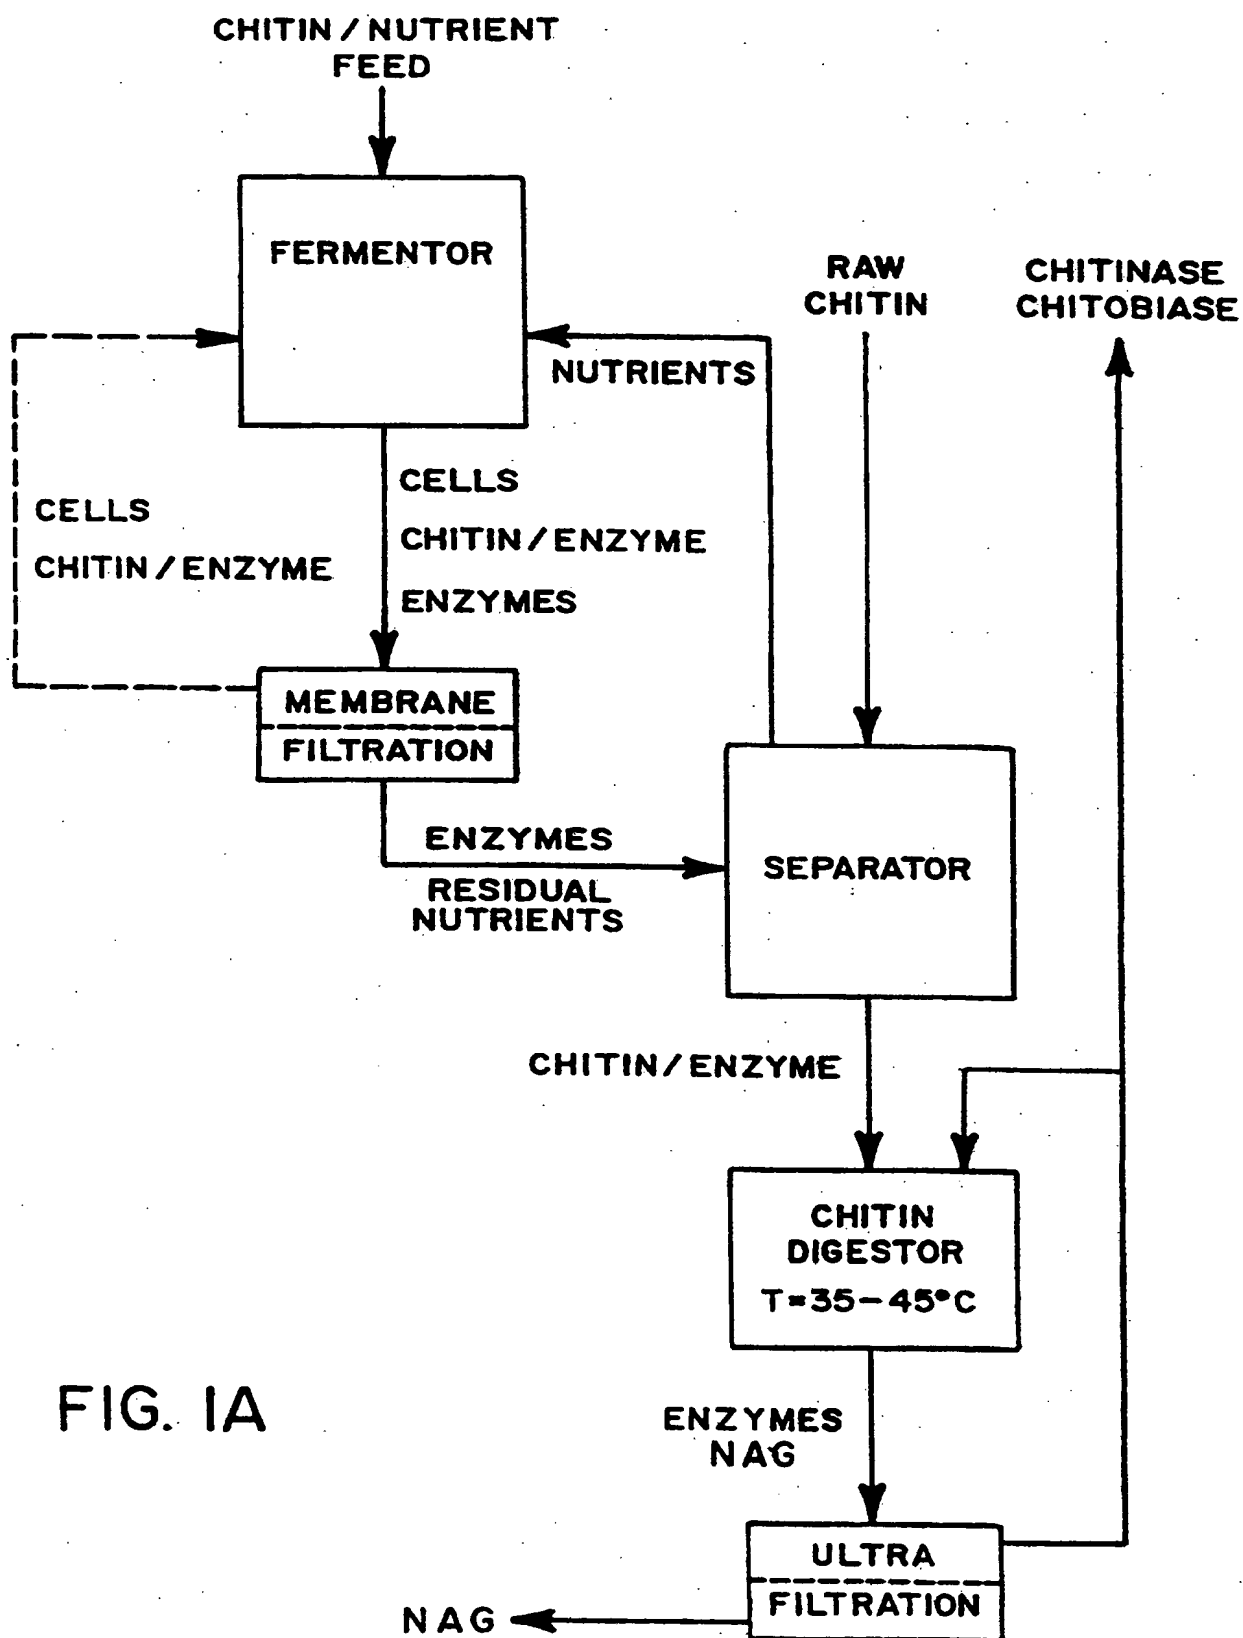 CHITIN / NUTRIENT
FEED
FERMENTOR
RAW
CHITIN
CHITINASE
CHITOBIASE
NUTRIENTS
CELLS
CHITIN / ENZYME
ENZYMES
CELLS
CHITIN / ENZYME
MEMBRANE
FILTRATION
ENZYMES
RESIDUAL
NUTRIENTS
SEPARATOR
CHITIN / ENZYME
CHITIN
DIGESTOR
T=35-45°C
FIG. 1A
ENZYMES
NAG
ULTRA
FILTRATION
NAG